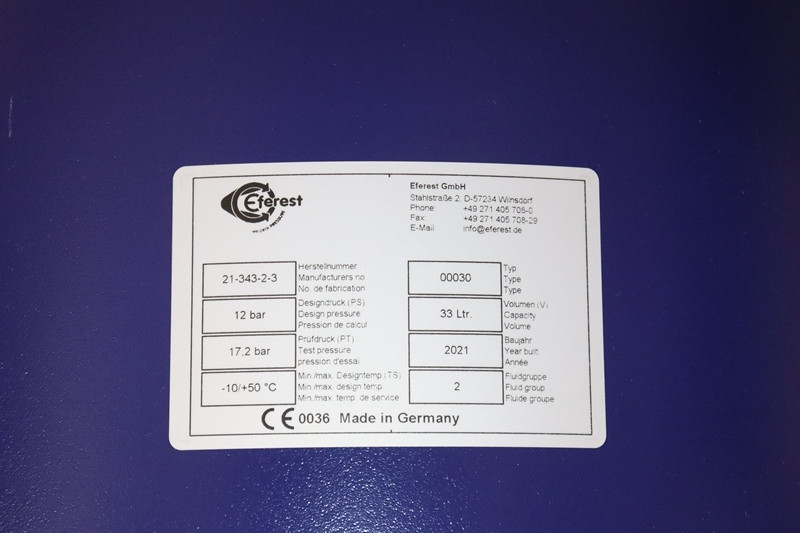 Eferest
Eferest GmbH
Stahlstraße 2, D-57234 Wilnsdorf
Phone: +49 271 405 708-0
Fax: +49 271 405 708-29
E-Mail: info@eferest.de
21-343-2-3
Herstellnummer
Manufacturers no
No. de fabrication
00030
Typ
Type
Type
12 bar
Designdruck (PS)
Design pressure
Pression de calcul
33 Ltr.
Volumen (V)
Capacity
Volume
17,2 bar
Prüfdruck (PT)
Test pressure
pression d'essai
2021
Baujahr
Year built
Année
-10/+50 °C
Min./max. Designtemp.(TS)
Min./max. design temp
Min./max. temp. de service
2
Fluidgruppe
Fluid group
Fluide groupe
CE 0036 Made in Germany